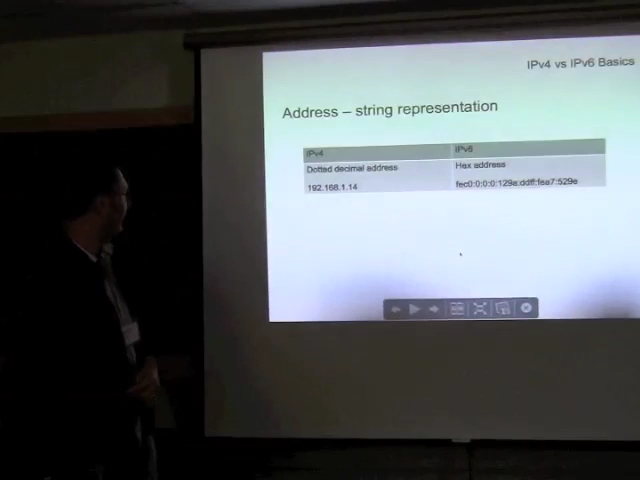 IPv4 vs IPv6 Basics
Address – string representation
IPv4 IPv6
Dotted decimal address Hex address
192.168.1.14 fec0:0:0:0:129a:ddff:fea7:529e